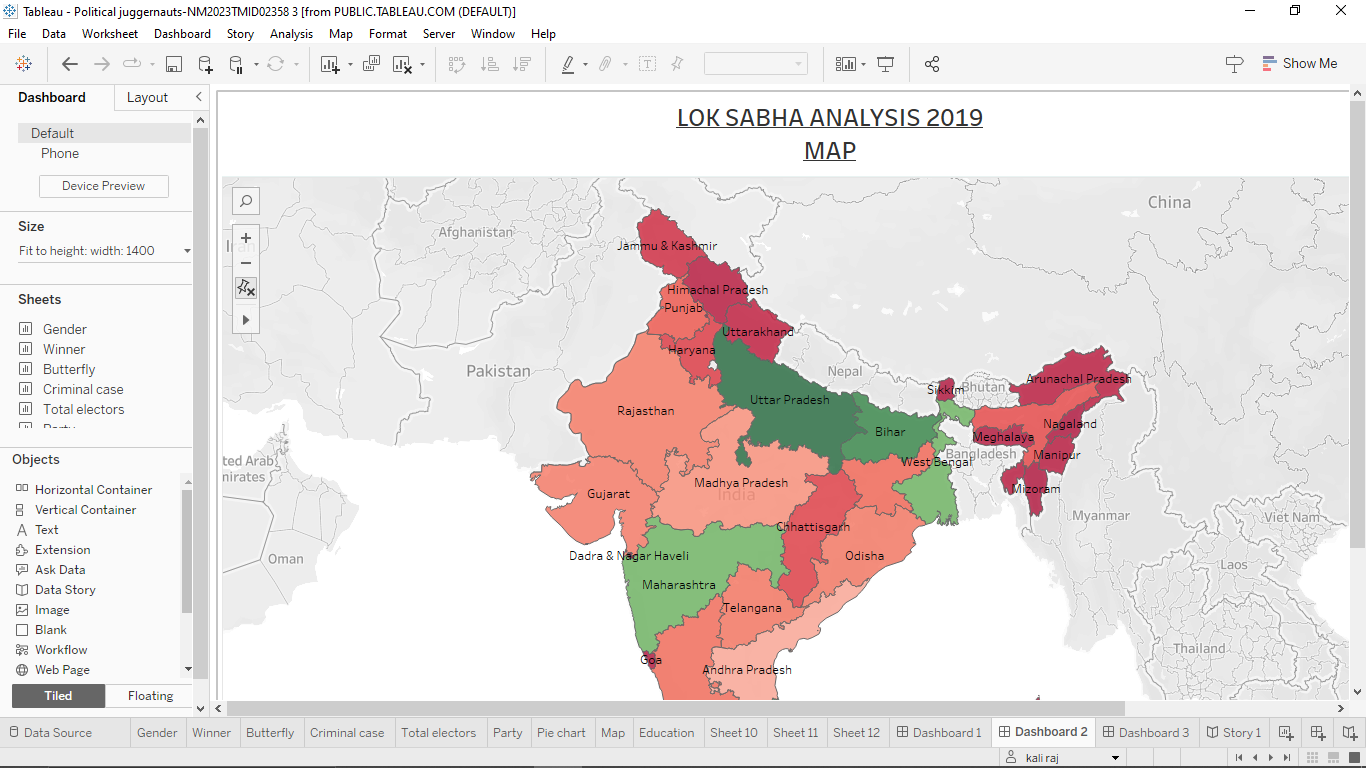 Tableau - Political juggernauts-NM2023TMID02358 3 [from PUBLIC.TABLEAU.COM (DEFAULT)]
File Data Worksheet Dashboard Story Analysis Map Format Server Window Help
Show Me
Dashboard Layout
Default
Phone
Device Preview
Size
Fit to height: width: 1400
Sheets
Gender
Winner
Butterfly
Criminal case
Total electors
Objects
Horizontal Container
Vertical Container
Text
Extension
Ask Data
Data Story
Image
Blank
Workflow
Web Page
Tiled Floating
LOK SABHA ANALYSIS 2019
MAP
China
Afghanistan
Jammu & Kashmir
Himachal Pradesh
Punjab
Uttarakhand
Haryana
Pakistan
Nepal
Arunachal Pradesh
Sikkim
Bhutan
Uttar Pradesh
Rajasthan
Nagaland
Bihar
Meghalaya
Bangladesh
Manipur
West Bengal
ted Arab
nirates
Madhya Pradesh
India
Gujarat
Mizoram
Myanmar
Viet Nam
Chhattisgarh
Oman
Dadra & Nagar Haveli
Odisha
Laos
Maharashtra
Telangana
Thailand
Goa
Andhra Pradesh
Data Source Gender Winner Butterfly Criminal case Total electors Party Pie chart Map Education Sheet 10 Sheet 11 Sheet 12 Dashboard 1 Dashboard 2 Dashboard 3 Story 1
kali raj